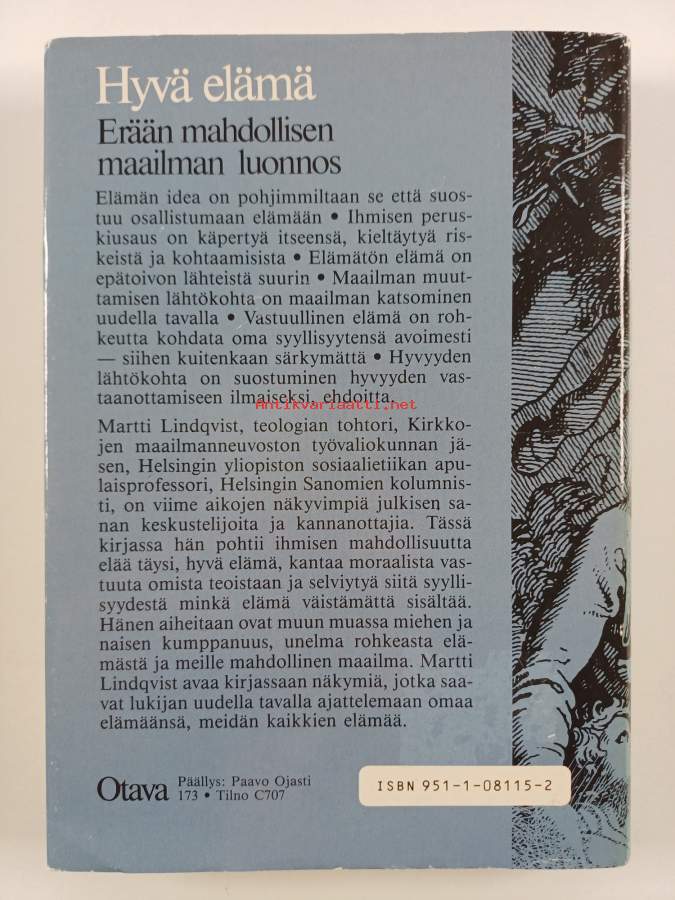 Hyvä elämä
Erään mahdollisen
maailman luonnos
Elämän idea on pohjimmiltaan se että suos-
tuu osallistumaan elämään • Ihmisen perus-
kiusaus on käpertyä itseensä, kieltäytyä ris-
keistä ja kohtaamisista • Elämätön elämä on
epätoivon lähteistä suurin • Maailman muut-
tamisen lähtökohta on maailman katsominen
uudella tavalla • Vastuullinen elämä on roh-
keutta kohdata oma syyllisyytensä avoimesti
— siihen kuitenkaan särkymättä • Hyvyyden
lähtökohta on suostuminen hyvyyden vas-
taanottamiseen ilmaiseksi, ehdoitta.
Antikvariaatti.net
Martti Lindqvist, teologian tohtori, Kirkko-
jen maailmanneuvoston työvaliokunnan jä-
sen, Helsingin yliopiston sosiaalietiikan apu-
laisprofessori, Helsingin Sanomien kolumnis-
ti, on viime aikojen näkyvimpiä julkisen sa-
nan keskustelijoita ja kannanottajia. Tässä
kirjassa hän pohtii ihmisen mahdollisuutta
elää täysi, hyvä elämä, kantaa moraalista vas-
tuuta omista teoistaan ja selviytyä siitä syylli-
syydestä minkä elämä väistämättä sisältää.
Hänen aiheitaan ovat muun muassa miehen ja
naisen kumppanuus, unelma rohkeasta elä-
mästä ja meille mahdollinen maailma. Martti
Lindqvist avaa kirjassaan näkymiä, jotka saa-
vat lukijan uudella tavalla ajattelemaan omaa
elämäänsä, meidän kaikkien elämää.
Otava
Päällys: Paavo Ojasti
173 • Tilno C707
ISBN 951-1-08115-2